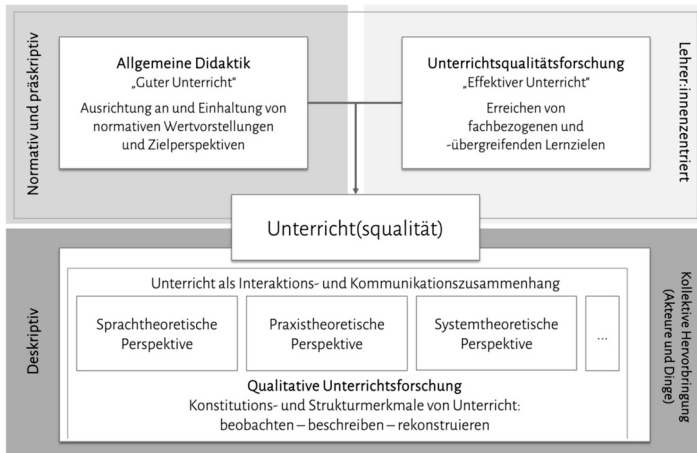 Normativ und präskriptiv
Allgemeine Didaktik
„Guter Unterricht“
Ausrichtung an und Einhaltung von
normativen Wertvorstellungen
und Zielperspektiven
Unterrichtsqualitätsforschung
„Effektiver Unterricht“
Erreichen von
fachbezogenen und
-übergreifenden Lernzielen
Lehrer:innenzentriert
Unterricht(squalität)
Deskriptiv
Unterricht als Interaktions- und Kommunikationszusammenhang
Sprachtheoretische
Perspektive
Praxistheoretische
Perspektive
Systemtheoretische
Perspektive
...
Qualitative Unterrichtsforschung
Konstitutions- und Strukturmerkmale von Unterricht:
beobachten – beschreiben – rekonstruieren
Kollektive Hervorbringung
(Akteure und Dinge)